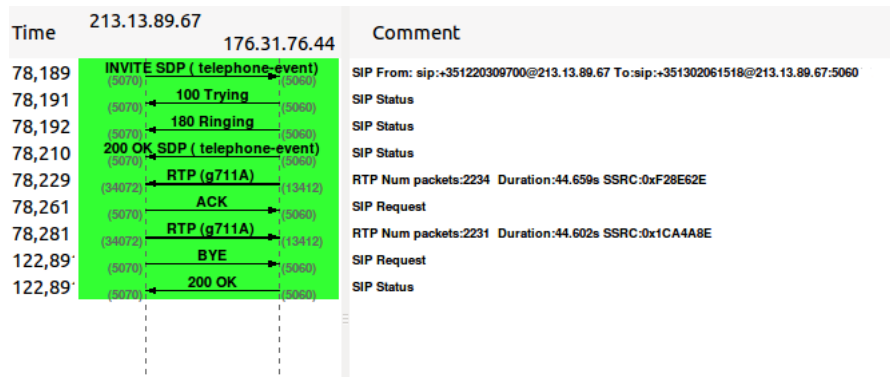 Time 213.13.89.67 176.31.76.44 Comment
78,189 INVITE SDP ( telephone-event) (5070) (5060) SIP From: sip:+351220309700@213.13.89.67 To:sip:+351302061518@213.13.89.67:5060
78,191 100 Trying (5070) (5060) SIP Status
78,192 180 Ringing (5070) (5060) SIP Status
78,210 200 OK SDP ( telephone-event) (5070) (5060) SIP Status
78,229 RTP (g711A) (34072) (13412) RTP Num packets:2234 Duration:44.659s SSRC:0xF28E62E
78,261 ACK (5070) (5060) SIP Request
78,281 RTP (g711A) (34072) (13412) RTP Num packets:2231 Duration:44.602s SSRC:0x1CA4A8E
122,89 BYE (5070) (5060) SIP Request
122,89 200 OK (5070) (5060) SIP Status